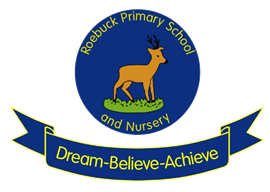 Roebuck Primary School
and Nursery
Dream-Believe-Achieve